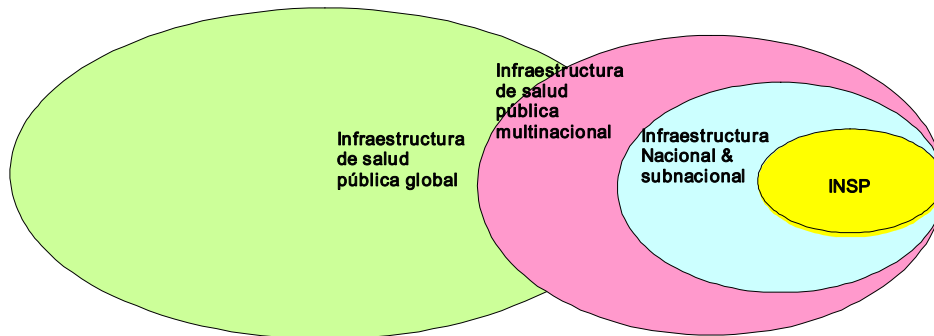 Infraestructura
de salud
pública global
Infraestructura
de salud
pública
multinacional
Infraestructura
Nacional &
subnacional
INSP